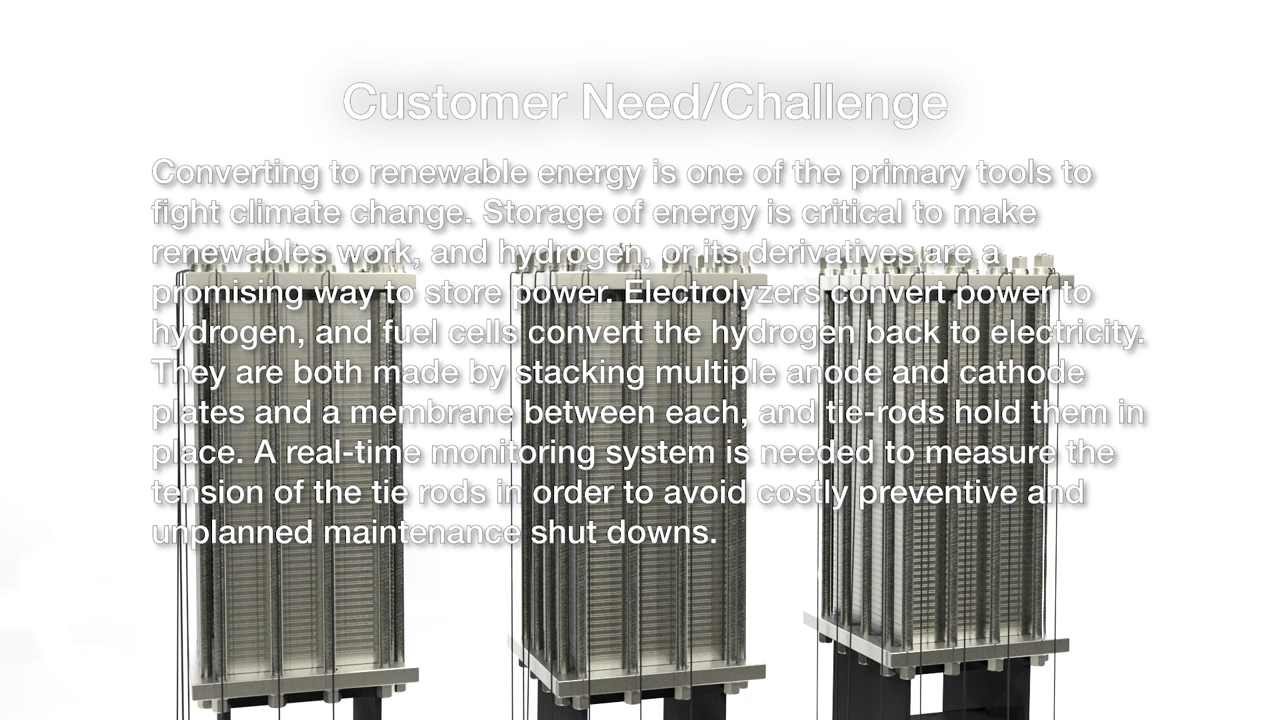 Customer Need/Challenge
Converting to renewable energy is one of the primary tools to
fight climate change. Storage of energy is critical to make
renewables work, and hydrogen, or its derivatives are a
promising way to store power. Electrolyzers convert power to
hydrogen, and fuel cells convert the hydrogen back to electricity.
They are both made by stacking multiple anode and cathode
plates and a membrane between each, and tie-rods hold them in
place. A real-time monitoring system is needed to measure the
tension of the tie rods in order to avoid costly preventive and
unplanned maintenance shut downs.